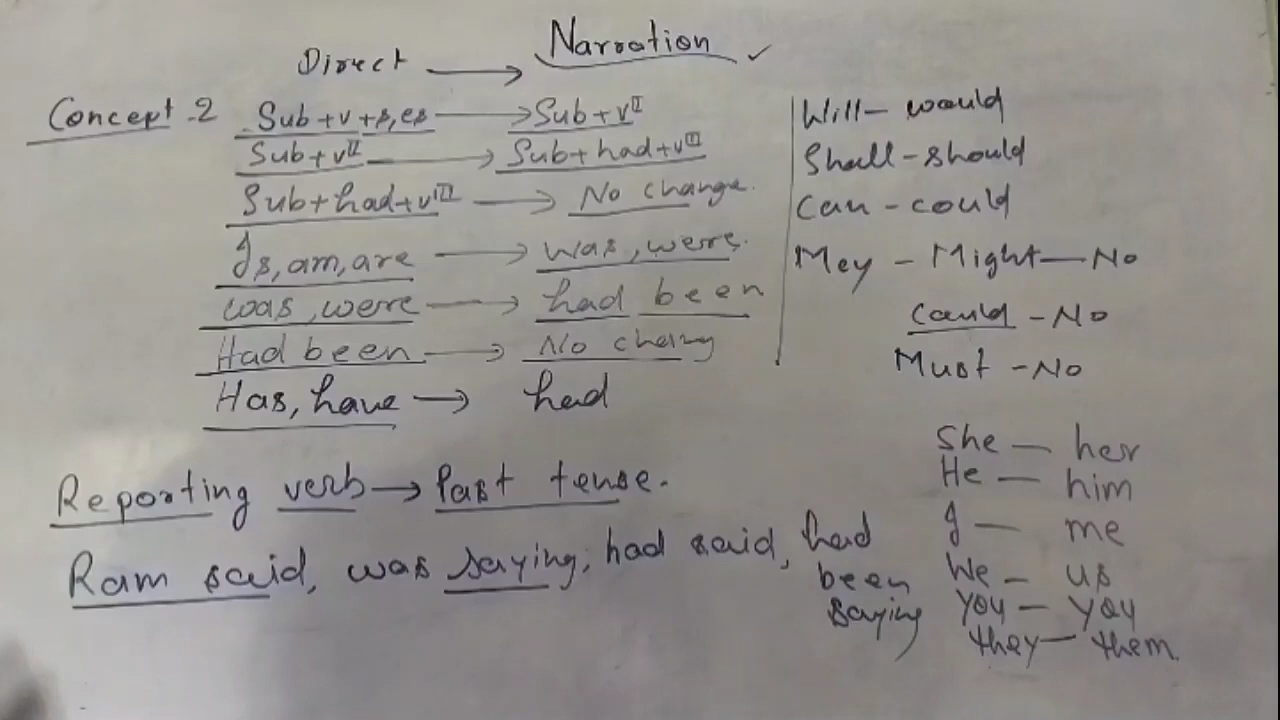 Narration ✓
Direct →
Concept-2 Sub+v+s,es → Sub+vII
Sub+vII → Sub+had+vIII
Sub+had+vIII → No change.
Is, am, are → was, were.
was, were → had been
Had been → No chang
Has, have → had
Will - would
Shall - should
Can - could
Mey - Might - No
Could - No
Must - No
Reporting verb → Past tense.
Ram said, was saying, had said, had
been
saying
She - her
He - him
I - me
We - us
You - you
they - them.